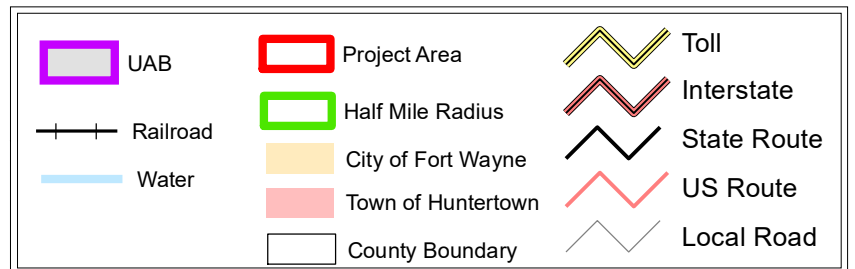 UAB
Railroad
Water
Project Area
Half Mile Radius
City of Fort Wayne
Town of Huntertown
County Boundary
Toll
Interstate
State Route
US Route
Local Road